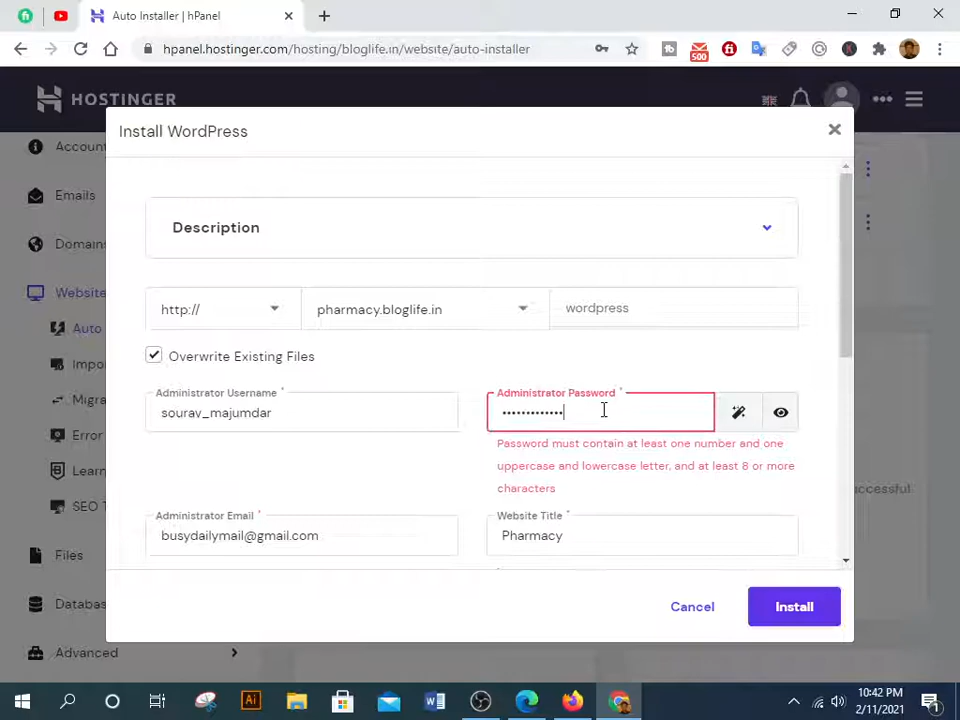 Auto Installer | hPanel
hpanel.hostinger.com/hosting/bloglife.in/website/auto-installer
500
HOSTINGER
Install WordPress
Account
Emails
Domains
Website
Auto
Impo
Migra
Error
Learn
SEO T
Files
Databas
Advanced
Description
http://
pharmacy.bloglife.in
wordpress
Overwrite Existing Files
Administrator Username *
sourav_majumdar
Administrator Password *
•••••••••••••
Password must contain at least one number and one
uppercase and lowercase letter, and at least 8 or more
characters
Administrator Email *
busydailymail@gmail.com
Website Title *
Pharmacy
successful
Cancel
Install
10:42 PM
2/11/2021